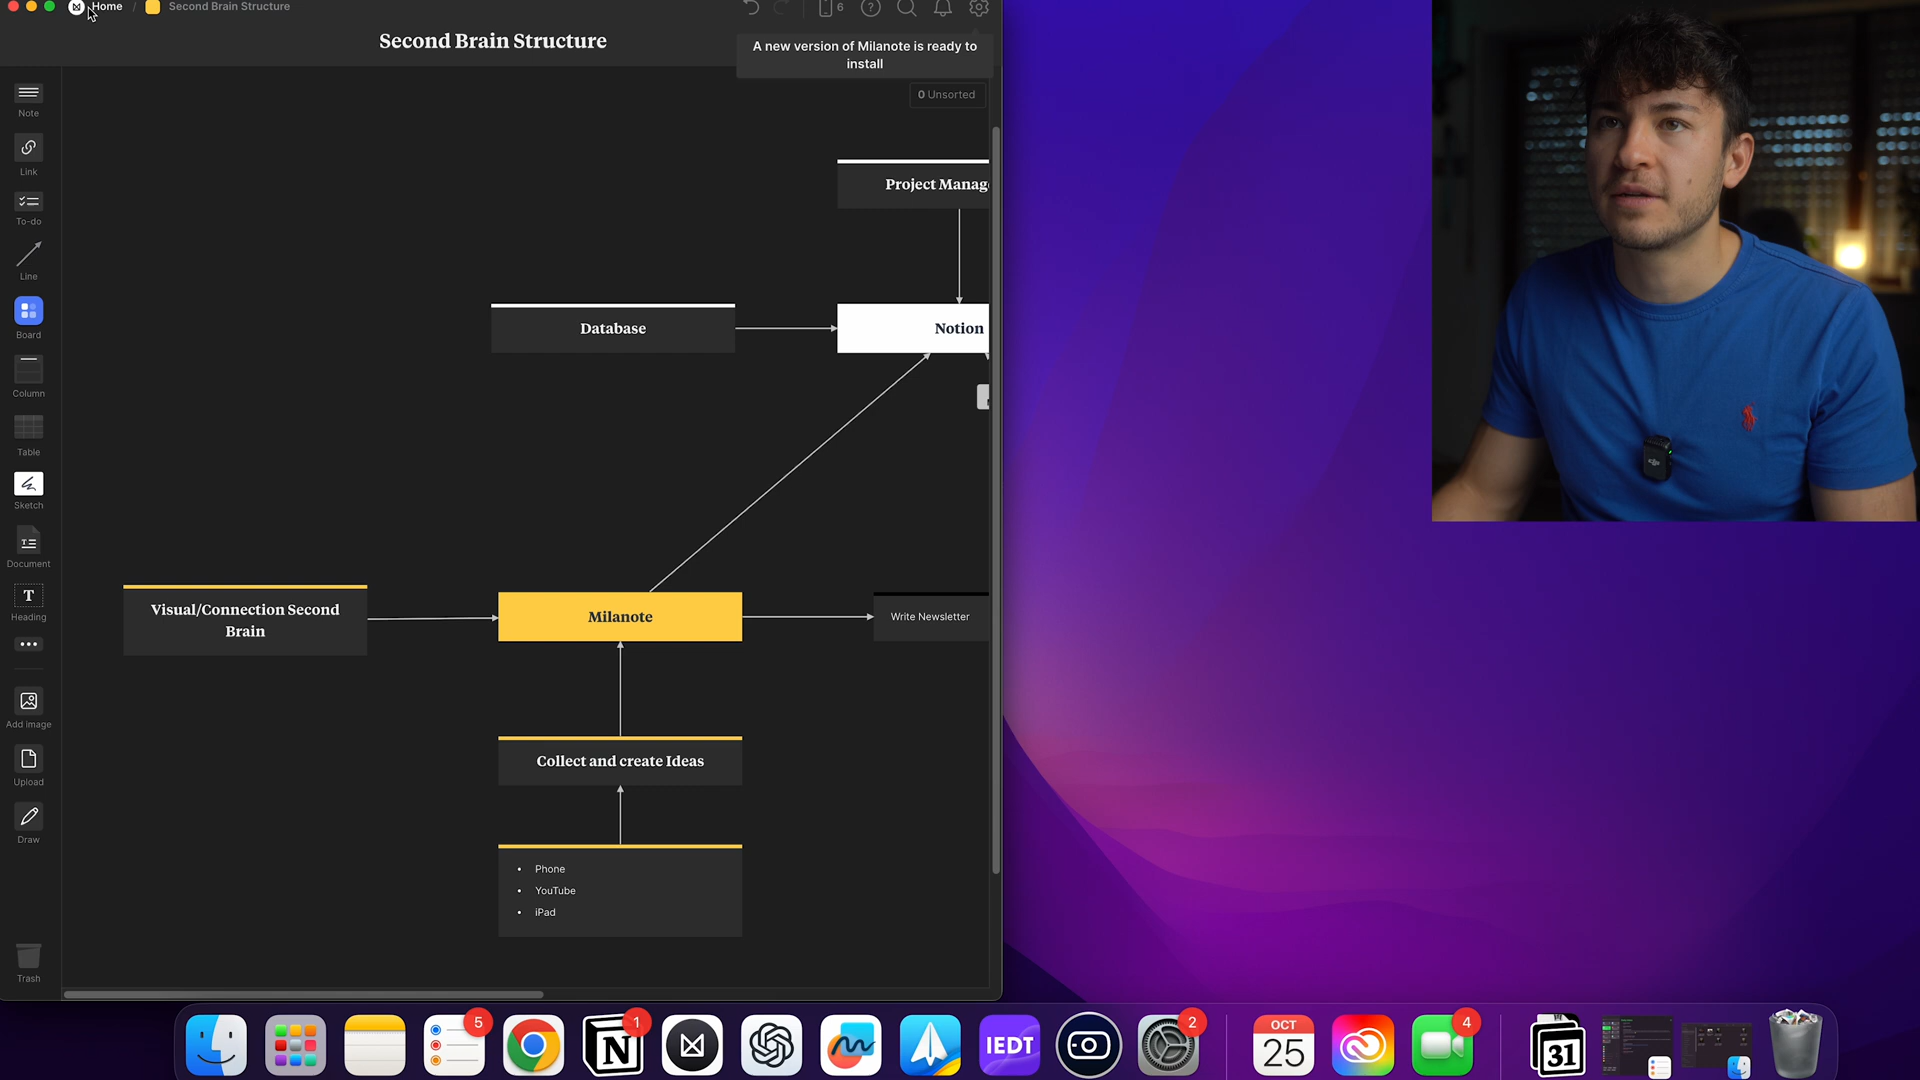 Home / Second Brain Structure
6
Second Brain Structure
A new version of Milanote is ready to
install
0 Unsorted
Note
Link
To-do
Line
Board
Column
Table
Sketch
Document
T
Heading
Add image
Upload
Draw
Trash
Project Manag
Database
Notion
Visual/Connection Second
Brain
Milanote
Write Newsletter
Collect and create Ideas
• Phone
• YouTube
• iPad
5
1
N
IEDT
2
OCT
25
4
31